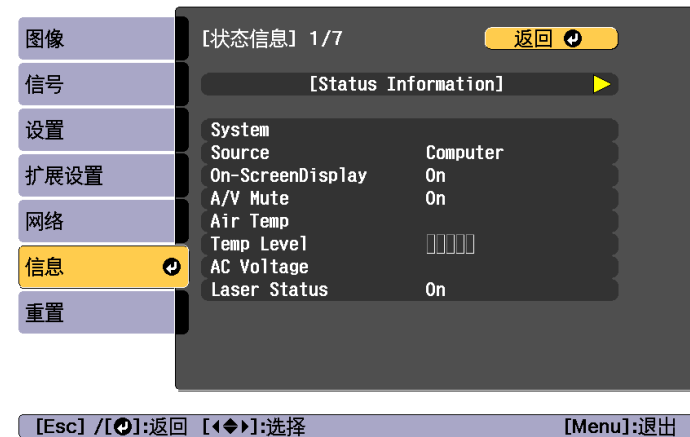 图像
信号
设置
扩展设置
网络
信息
重置
[状态信息] 1/7
返回
[Status Information]
System
Source Computer
On-ScreenDisplay On
A/V Mute On
Air Temp
Temp Level
AC Voltage
Laser Status On
[Esc] /[⏎]:返回 [◀◆▶]:选择 [Menu]:退出